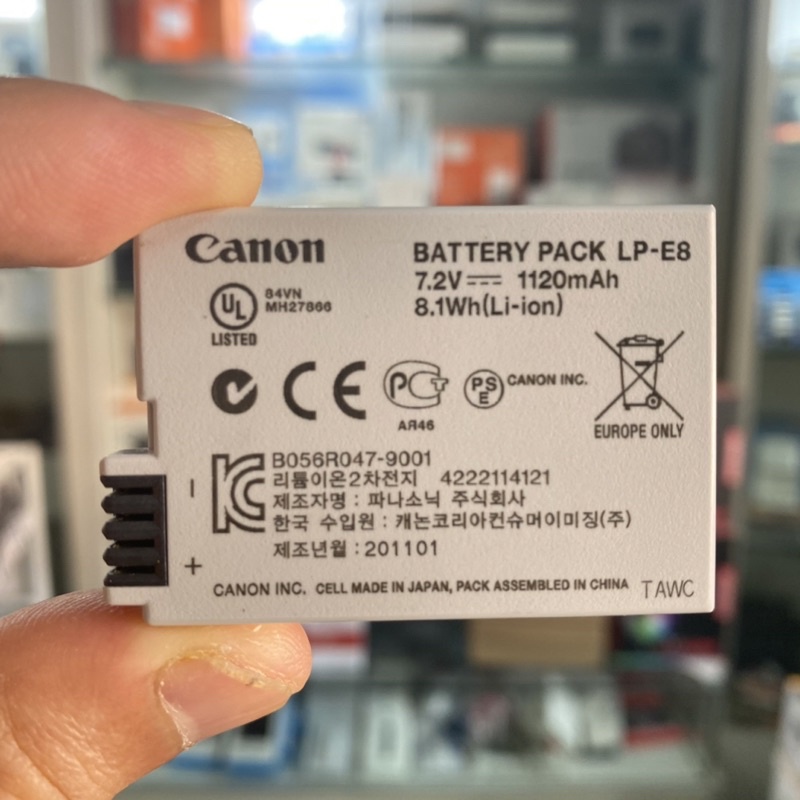 Canon
BATTERY PACK LP-E8
7.2V 1120mAh
8.1Wh(Li-ion)
UL
LISTED
84VN
MH27866
CE
PCT
AR46
PSE
CANON INC.
EUROPE ONLY
KC
B056R047-9001
리튬이온2차전지 4222114121
제조자명 : 파나소닉 주식회사
한국 수입원 : 캐논코리아컨슈머이미징(주)
제조년월 : 201101
- 
+
CANON INC. CELL MADE IN JAPAN, PACK ASSEMBLED IN CHINA TAWC